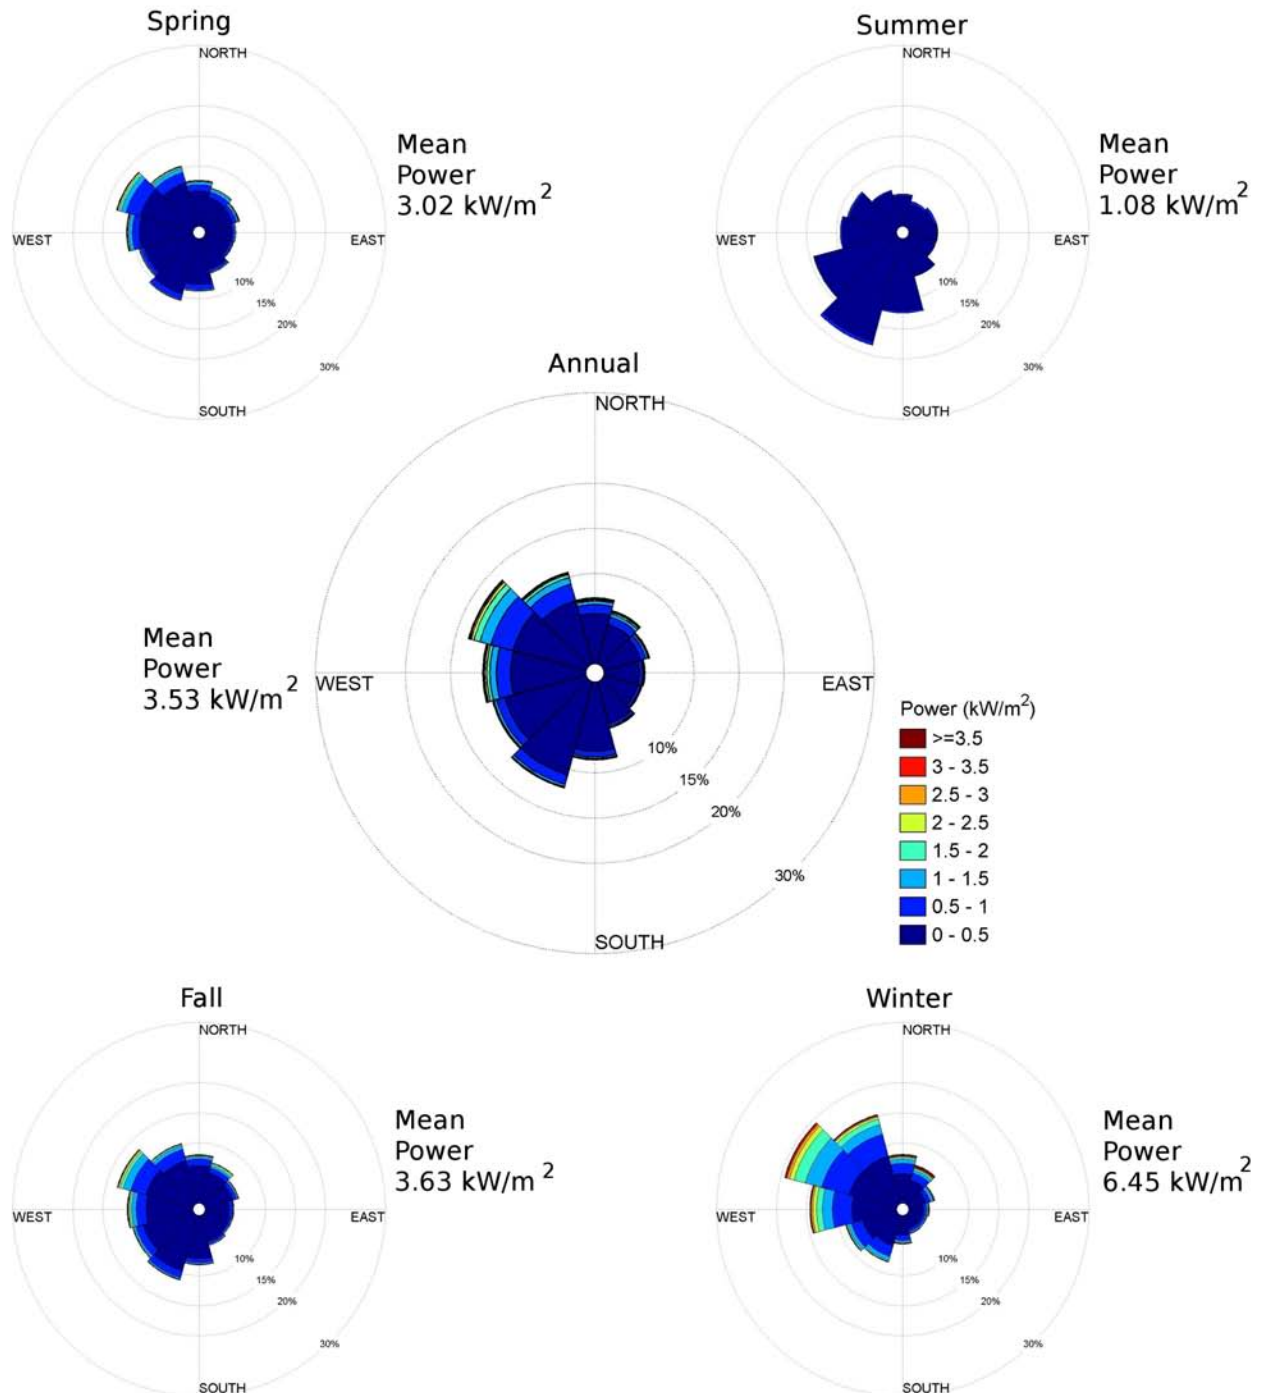 Spring
NORTH
WEST
EAST
SOUTH
10%
15%
20%
30%
Mean
Power
3.02 kW/m2
Summer
NORTH
WEST
EAST
SOUTH
10%
15%
20%
30%
Mean
Power
1.08 kW/m2
Annual
NORTH
WEST
EAST
SOUTH
10%
15%
20%
30%
Mean
Power
3.53 kW/m2
Power (kW/m2)
>=3.5
3 - 3.5
2.5 - 3
2 - 2.5
1.5 - 2
1 - 1.5
0.5 - 1
0 - 0.5
Fall
NORTH
WEST
EAST
SOUTH
10%
15%
20%
30%
Mean
Power
3.63 kW/m 2
Winter
NORTH
WEST
EAST
SOUTH
10%
15%
20%
30%
Mean
Power
6.45 kW/m2